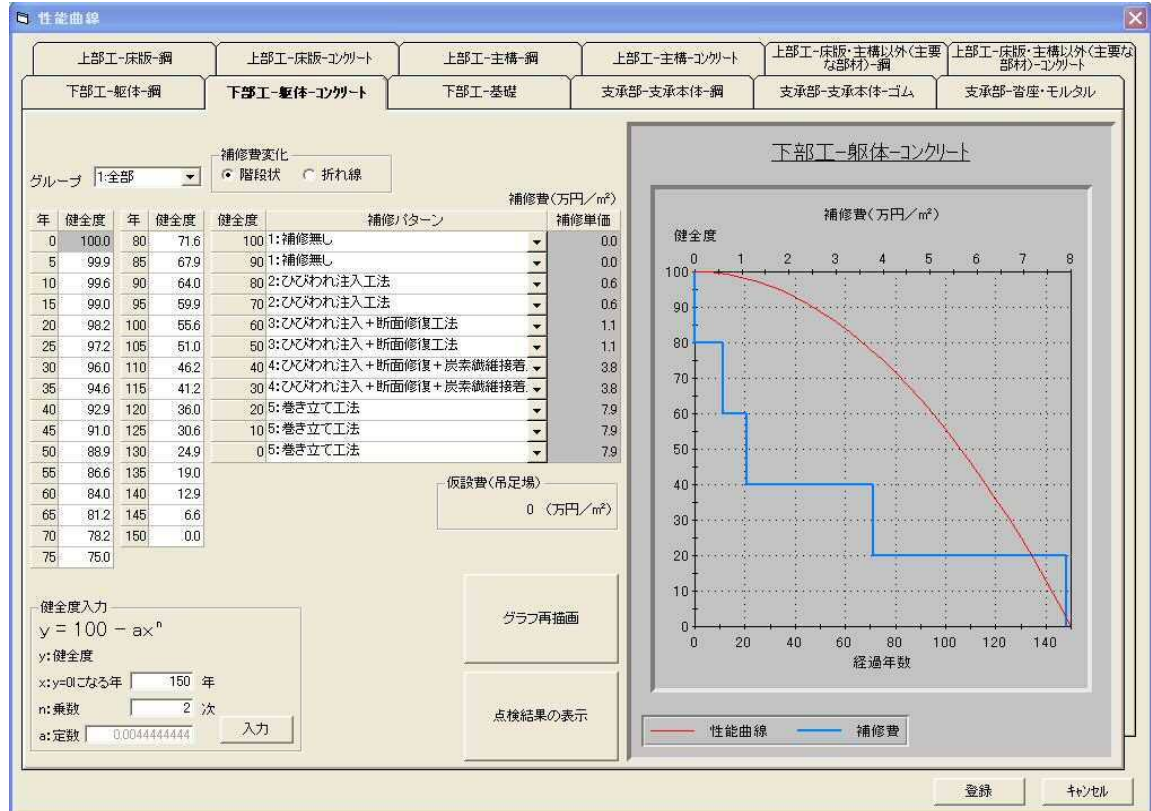 性能曲線
上部工-床版-鋼
上部工-床版-コンクリート
上部工-主構-鋼
上部工-主構-コンクリート
上部工-床版・主構以外(主要な部材)-鋼
上部工-床版・主構以外(主要な部材)-コンクリート
下部工-躯体-鋼
下部工-躯体-コンクリート
下部工-基礎
支承部-支承本体-鋼
支承部-支承本体-ゴム
支承部-沓座・モルタル
グループ 1:全部
補修費変化
階段状 折れ線
補修費(万円/m²)
年 健全度 年 健全度 健全度 補修パターン 補修単価
0 100.0 80 71.6 100 1:補修無し 0.0
5 99.9 85 67.9 90 1:補修無し 0.0
10 99.6 90 64.0 80 2:ひびわれ注入工法 0.6
15 99.0 95 59.9 70 2:ひびわれ注入工法 0.6
20 98.2 100 55.6 60 3:ひびわれ注入+断面修復工法 1.1
25 97.2 105 51.0 50 3:ひびわれ注入+断面修復工法 1.1
30 96.0 110 46.2 40 4:ひびわれ注入+断面修復+炭素繊維接着 3.8
35 94.6 115 41.2 30 4:ひびわれ注入+断面修復+炭素繊維接着 3.8
40 92.9 120 36.0 20 5:巻き立て工法 7.9
45 91.0 125 30.6 10 5:巻き立て工法 7.9
50 88.9 130 24.9 0 5:巻き立て工法 7.9
55 86.6 135 19.0
60 84.0 140 12.9
65 81.2 145 6.6
70 78.2 150 0.0
75 75.0
仮設費(吊足場)
0 (万円/m²)
健全度入力
y = 100 - axⁿ
y:健全度
x:y=0になる年 150 年
n:乗数 2 次
a:定数 0.0044444444
入力
グラフ再描画
点検結果の表示
下部工-躯体-コンクリート
補修費(万円/m²)
健全度
0 1 2 3 4 5 6 7 8
100
90
80
70
60
50
40
30
20
10
0
0 20 40 60 80 100 120 140
経過年数
性能曲線 補修費
登録 キャンセル